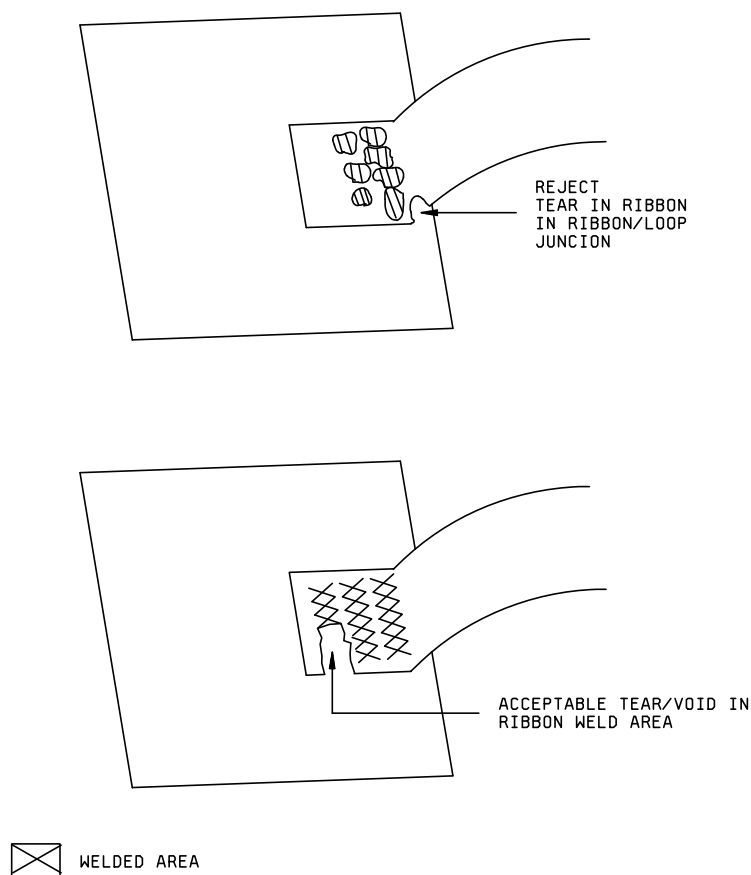 REJECT
TEAR IN RIBBON
IN RIBBON/LOOP
JUNCION
ACCEPTABLE TEAR/VOID IN
RIBBON WELD AREA
WELDED AREA